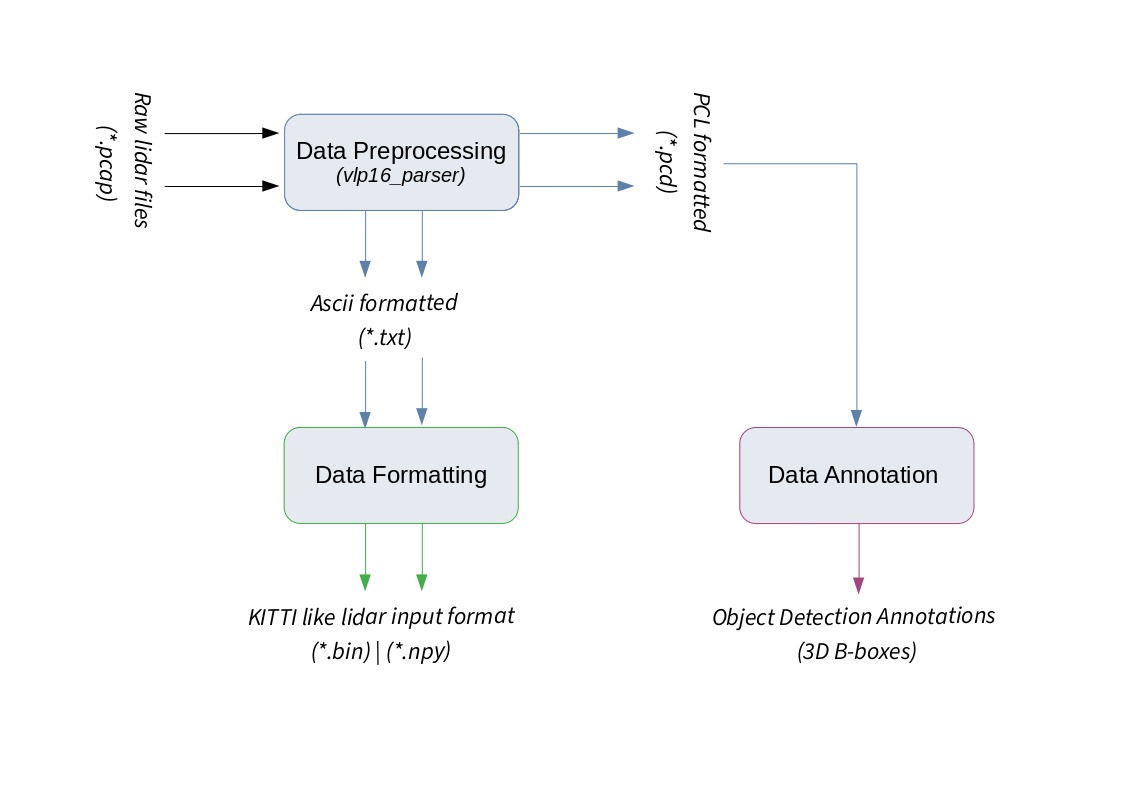 Raw lidar files
(*.pcap)
Data Preprocessing
(vlp16_parser)
PCL formatted
(*.pcd)
Ascii formatted
(*.txt)
Data Formatting
Data Annotation
KITTI like lidar input format
(*.bin) | (*.npy)
Object Detection Annotations
(3D B-boxes)